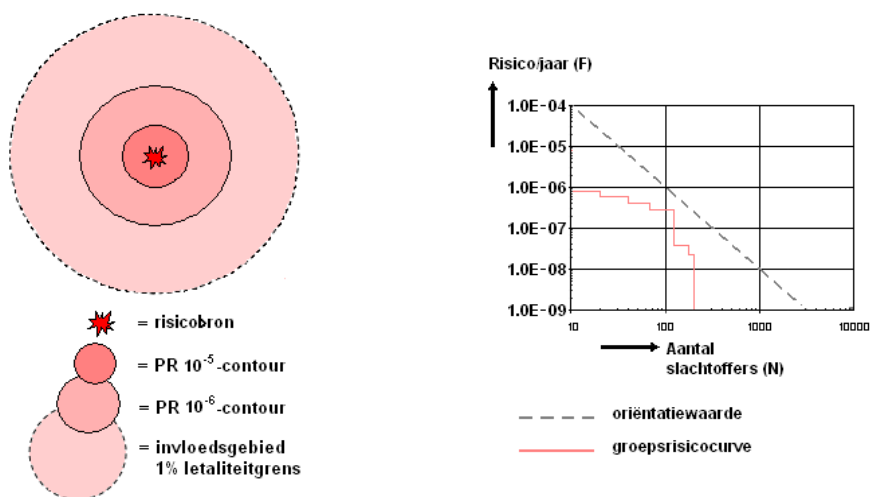 = risicobron
= PR 10⁻⁵-contour
= PR 10⁻⁶-contour
= invloedsgebied
1% letaliteitgrens
Risico/jaar (F)
1.0E-04
1.0E-05
1.0E-06
1.0E-07
1.0E-08
1.0E-09
10 100 1000 10000
Aantal
slachtoffers (N)
oriëntatiewaarde
groepsrisicocurve